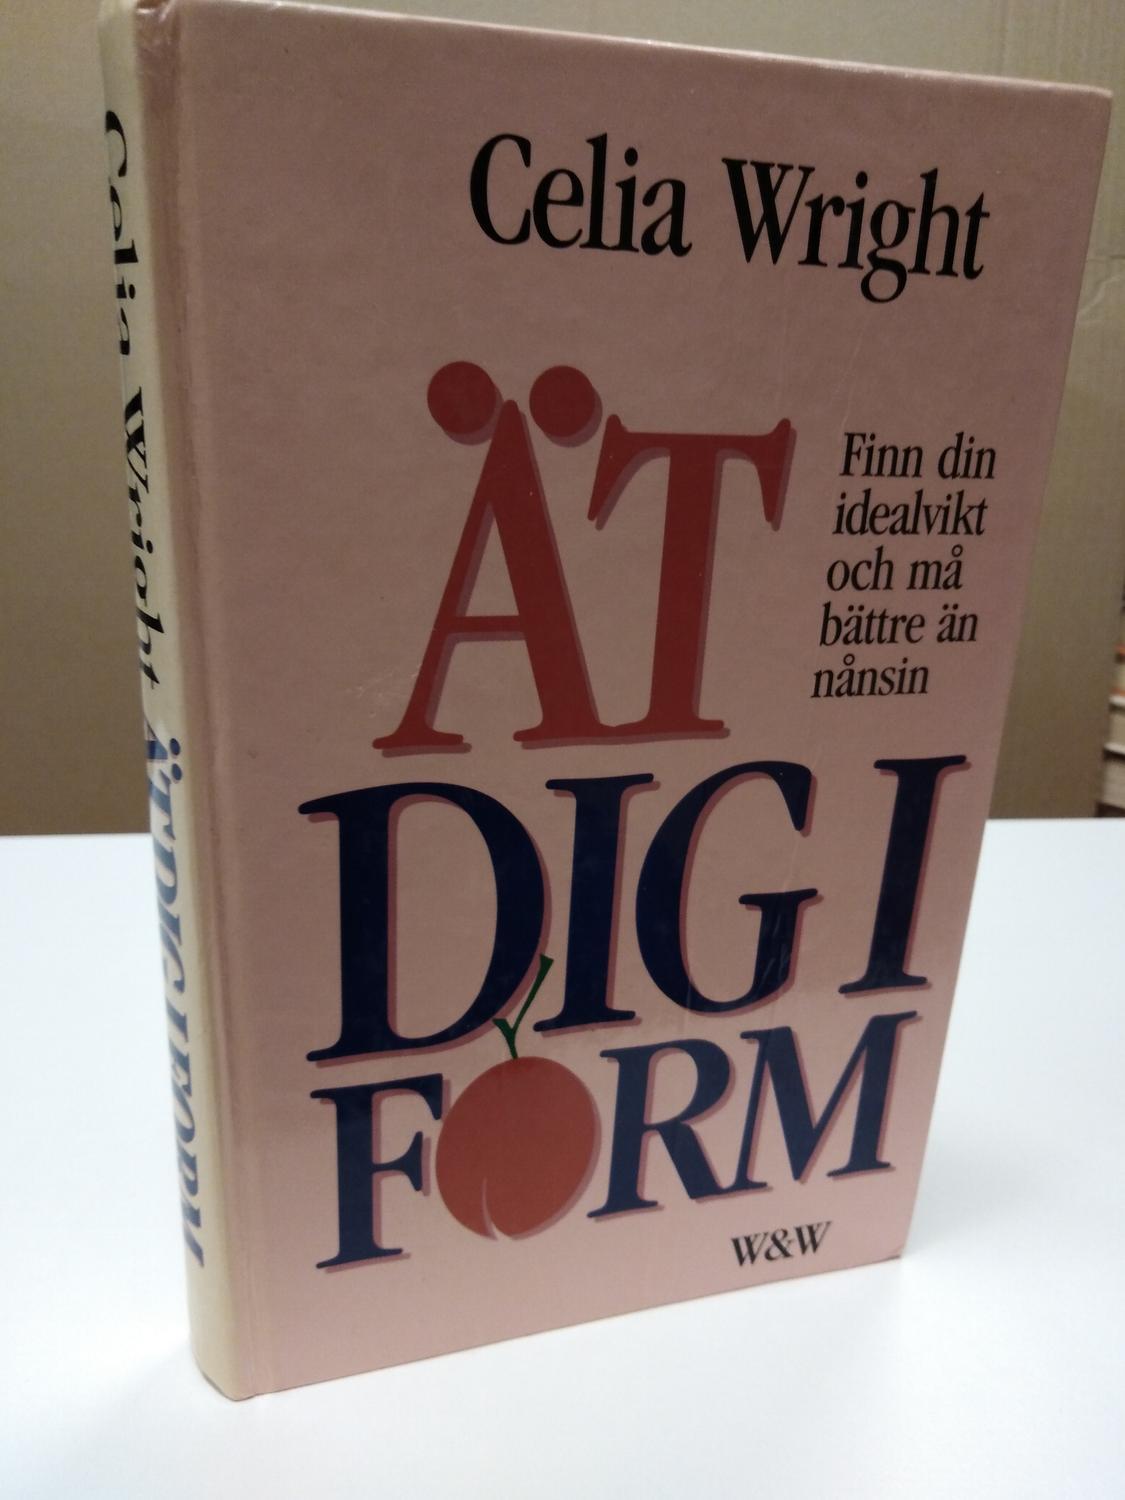 Celia Wright
ÄT
Finn din
idealvikt
och må
bättre än
nånsin
DIG I
FORM
W&W
Celia Wright ÄT DIG I FORM